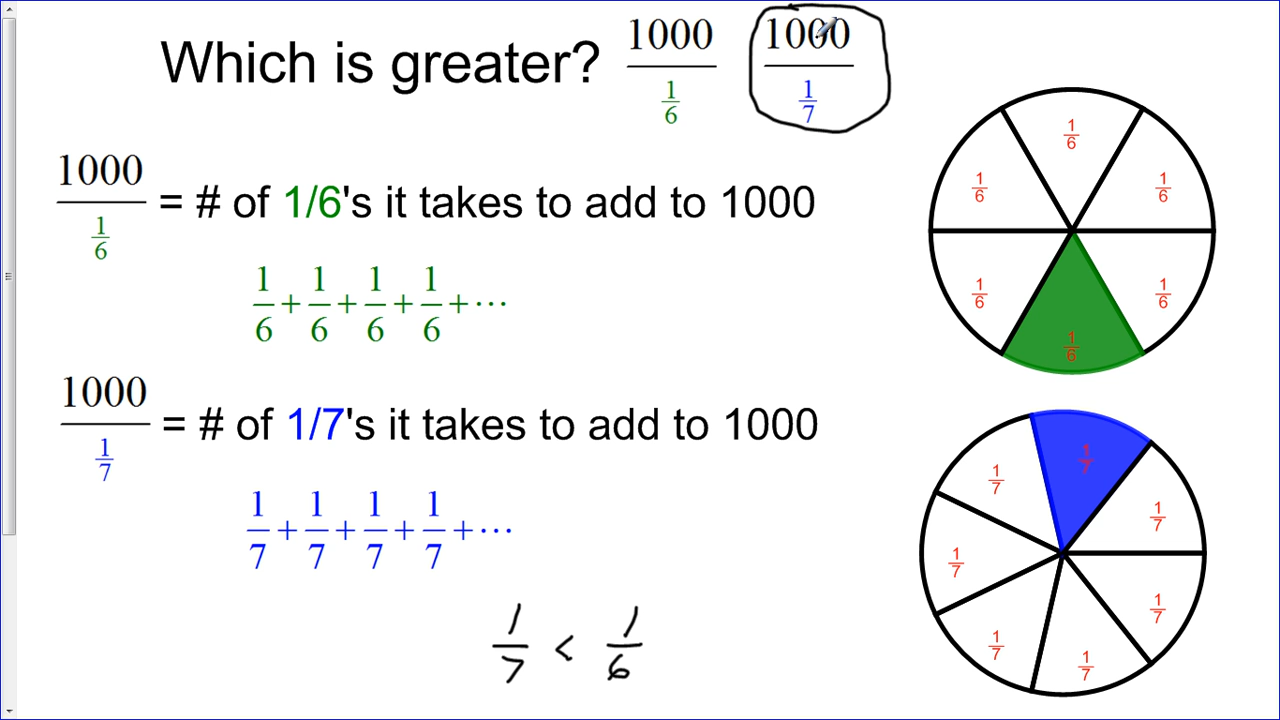 Which is greater? 1000/(1/6) 1000/(1/7)
1000/(1/6) = # of 1/6's it takes to add to 1000
1/6 + 1/6 + 1/6 + 1/6 + ⋯
1000/(1/7) = # of 1/7's it takes to add to 1000
1/7 + 1/7 + 1/7 + 1/7 + ⋯
1/7 < 1/6
1/6
1/6 1/6
1/6 1/6
1/6
1/7
1/7 1/7
1/7 1/7
1/7 1/7